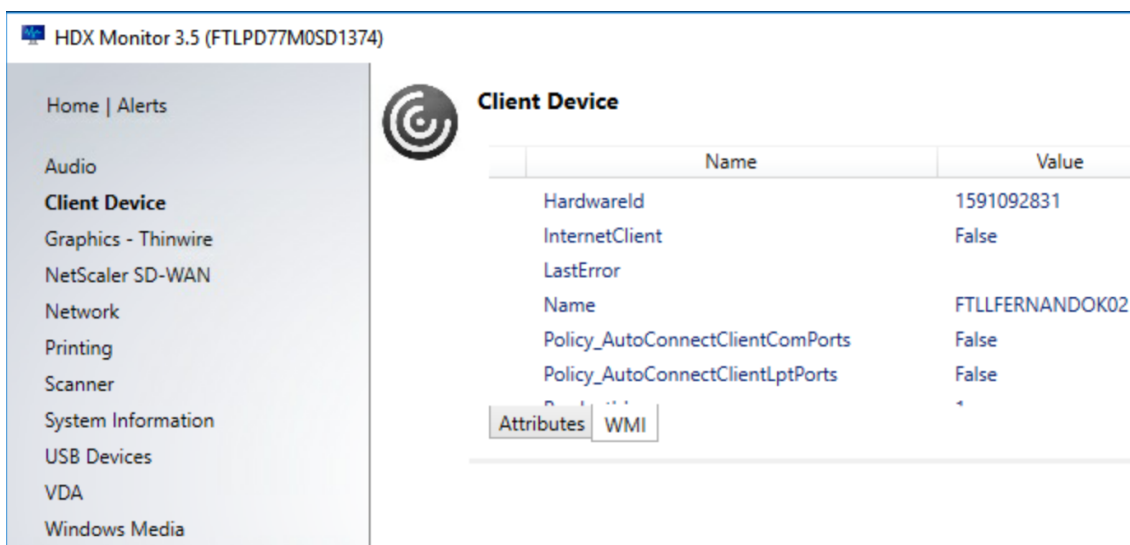 HDX Monitor 3.5 (FTLPD77M0SD1374)
Home | Alerts
Audio
Client Device
Graphics - Thinwire
NetScaler SD-WAN
Network
Printing
Scanner
System Information
USB Devices
VDA
Windows Media
Client Device
Name Value
HardwareId 1591092831
InternetClient False
LastError
Name FTLLFERNANDOK02
Policy_AutoConnectClientComPorts False
Policy_AutoConnectClientLptPorts False
Attributes WMI